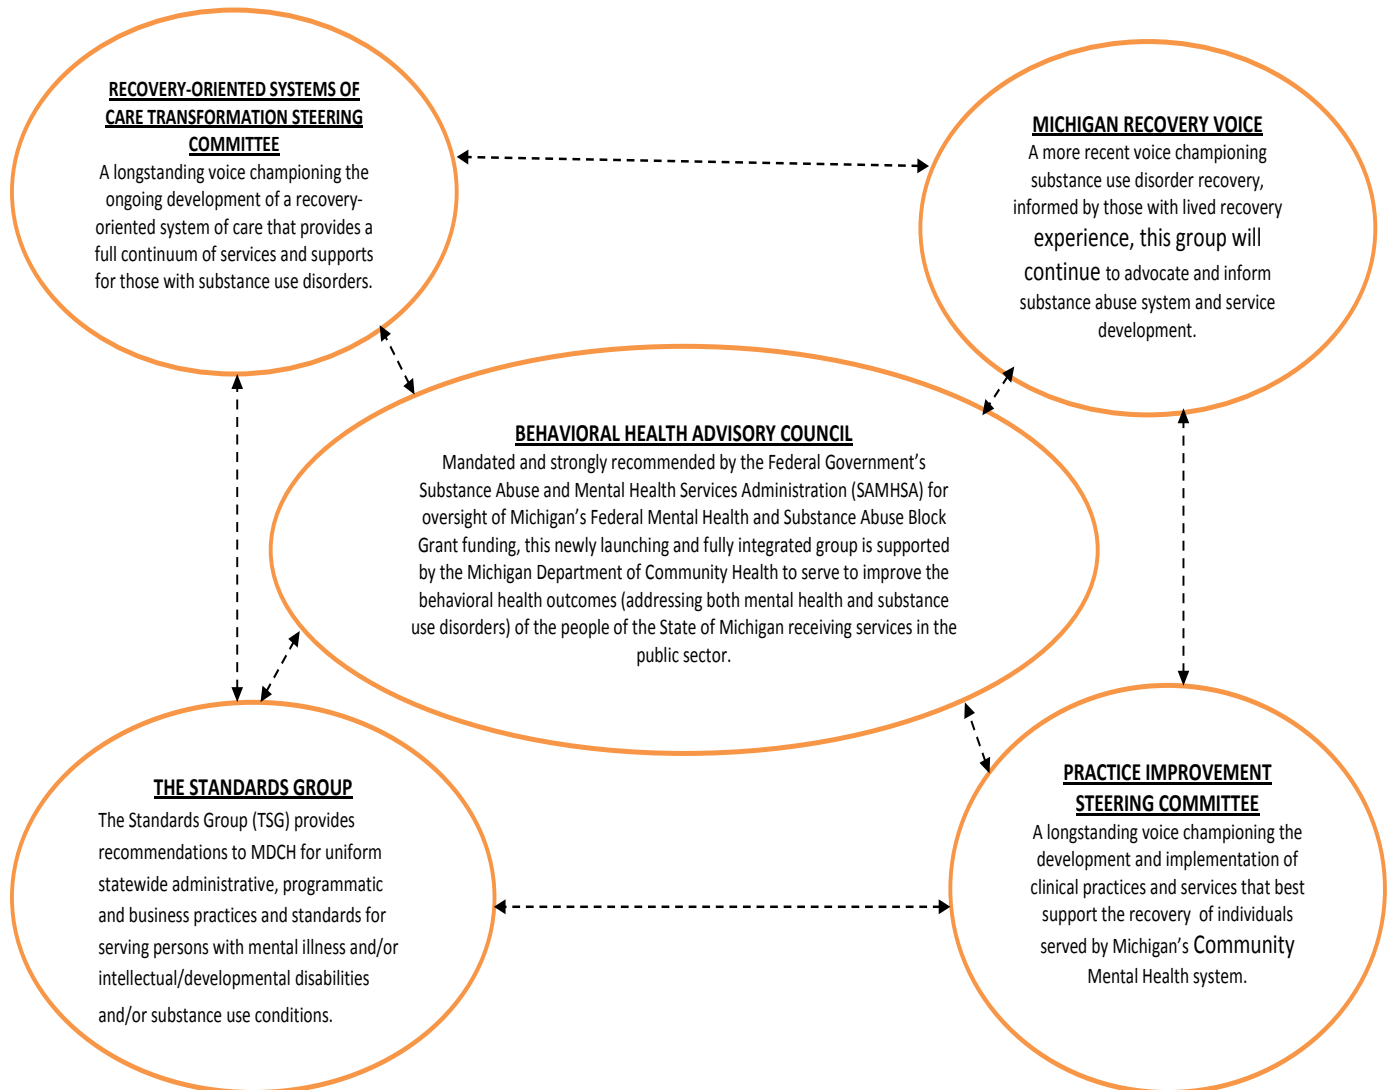 RECOVERY-ORIENTED SYSTEMS OF
CARE TRANSFORMATION STEERING
COMMITTEE
A longstanding voice championing the
ongoing development of a recovery-
oriented system of care that provides a
full continuum of services and supports
for those with substance use disorders.
MICHIGAN RECOVERY VOICE
A more recent voice championing
substance use disorder recovery,
informed by those with lived recovery
experience, this group will
continue to advocate and inform
substance abuse system and service
development.
BEHAVIORAL HEALTH ADVISORY COUNCIL
Mandated and strongly recommended by the Federal Government’s
Substance Abuse and Mental Health Services Administration (SAMHSA) for
oversight of Michigan’s Federal Mental Health and Substance Abuse Block
Grant funding, this newly launching and fully integrated group is supported
by the Michigan Department of Community Health to serve to improve the
behavioral health outcomes (addressing both mental health and substance
use disorders) of the people of the State of Michigan receiving services in the
public sector.
THE STANDARDS GROUP
The Standards Group (TSG) provides
recommendations to MDCH for uniform
statewide administrative, programmatic
and business practices and standards for
serving persons with mental illness and/or
intellectual/developmental disabilities
and/or substance use conditions.
PRACTICE IMPROVEMENT
STEERING COMMITTEE
A longstanding voice championing the
development and implementation of
clinical practices and services that best
support the recovery of individuals
served by Michigan’s Community
Mental Health system.